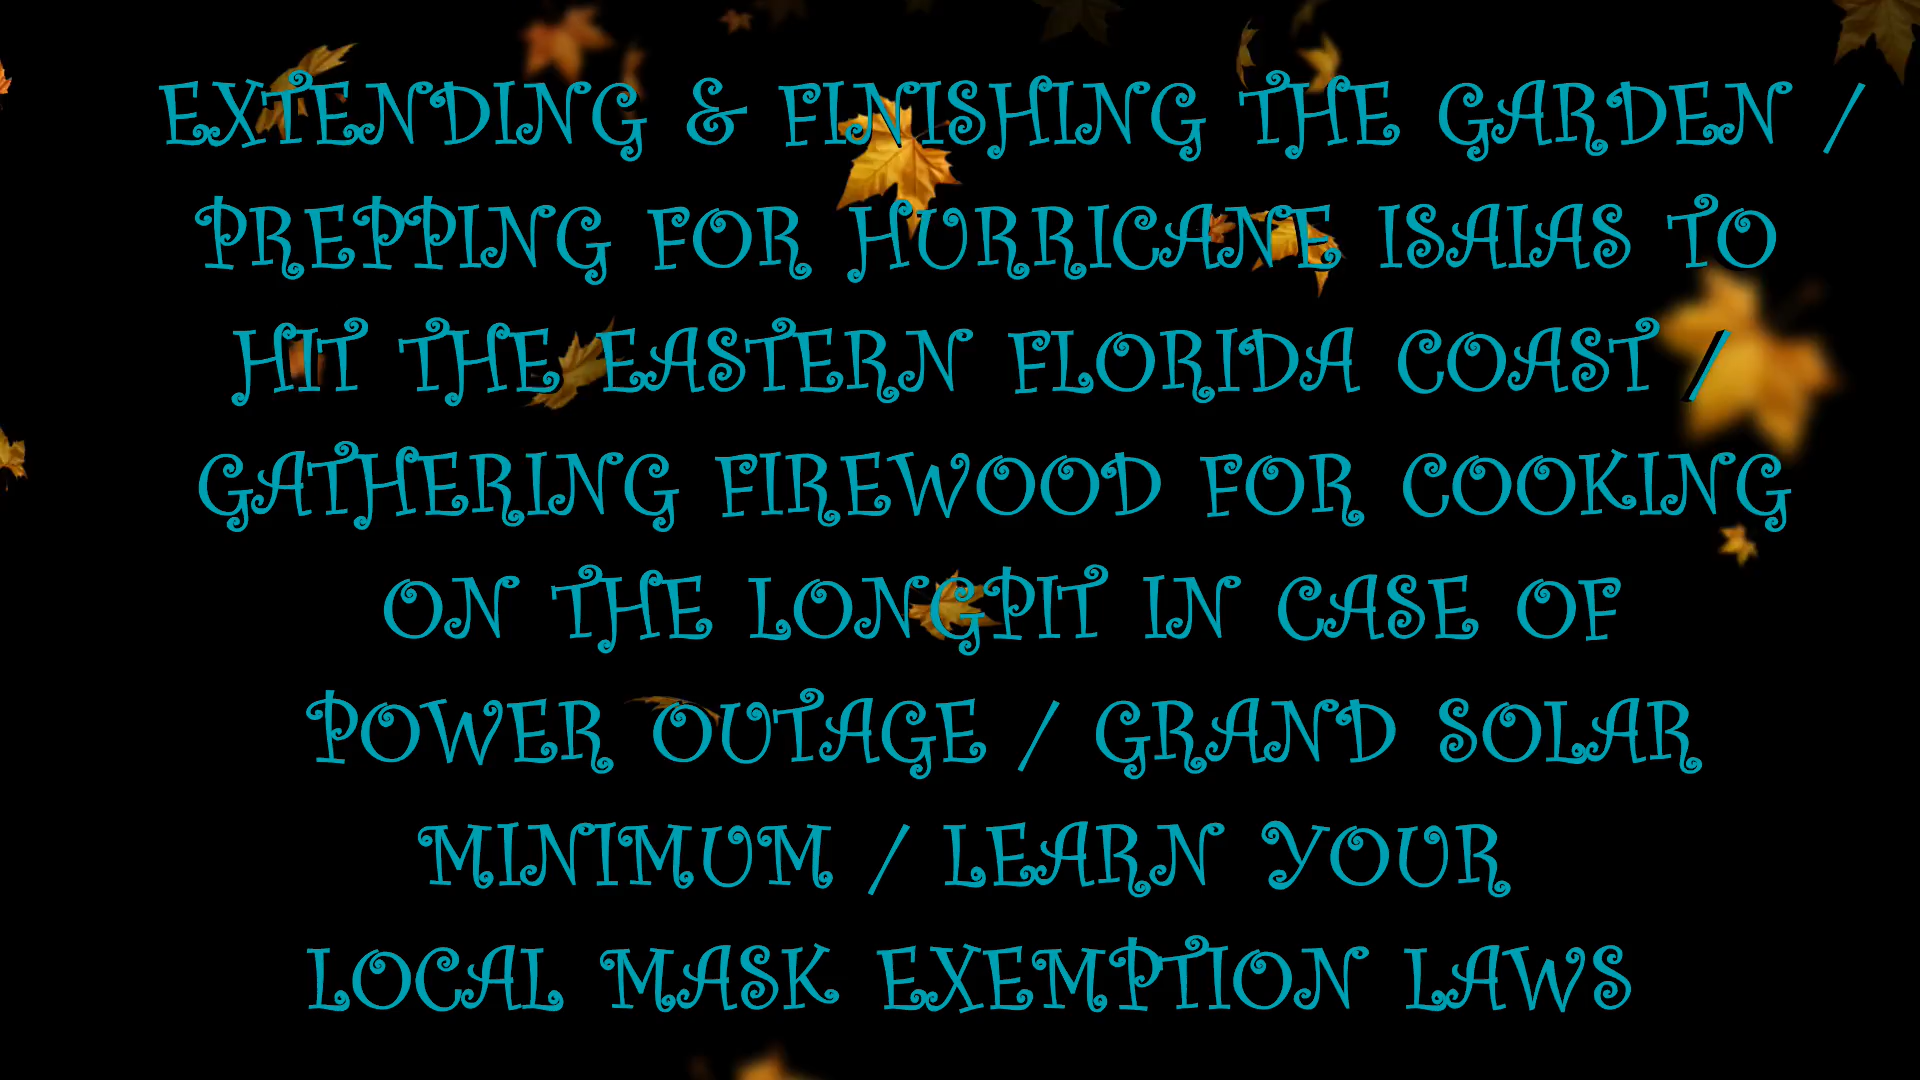 EXTENDING & FINISHING THE GARDEN /
PREPPING FOR HURRICANE ISAIAS TO
HIT THE EASTERN FLORIDA COAST /
GATHERING FIREWOOD FOR COOKING
ON THE LONGPIT IN CASE OF
POWER OUTAGE / GRAND SOLAR
MINIMUM / LEARN YOUR
LOCAL MASK EXEMPTION LAWS